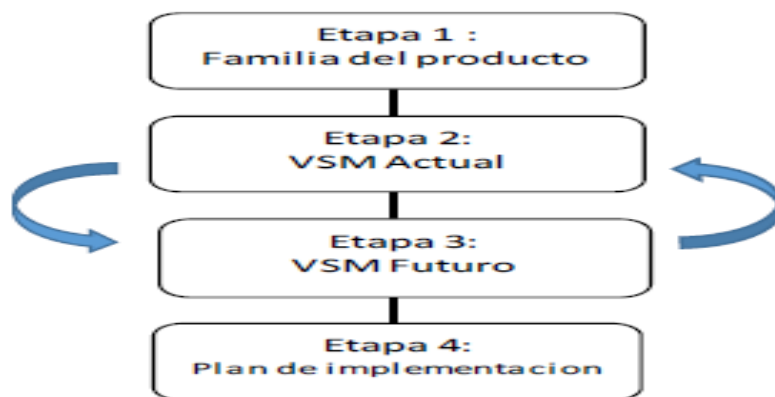 Etapa 1 :
Familia del producto
Etapa 2:
VSM Actual
Etapa 3:
VSM Futuro
Etapa 4:
Plan de implementacion